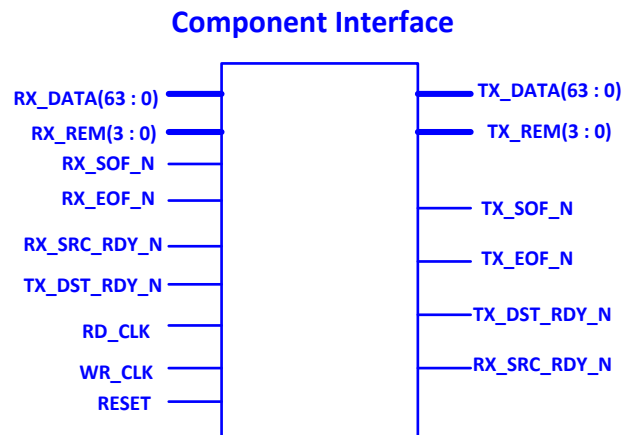 Component Interface
RX_DATA(63 : 0)
RX_REM(3 : 0)
RX_SOF_N
RX_EOF_N
RX_SRC_RDY_N
TX_DST_RDY_N
RD_CLK
WR_CLK
RESET
TX_DATA(63 : 0)
TX_REM(3 : 0)
TX_SOF_N
TX_EOF_N
TX_DST_RDY_N
RX_SRC_RDY_N